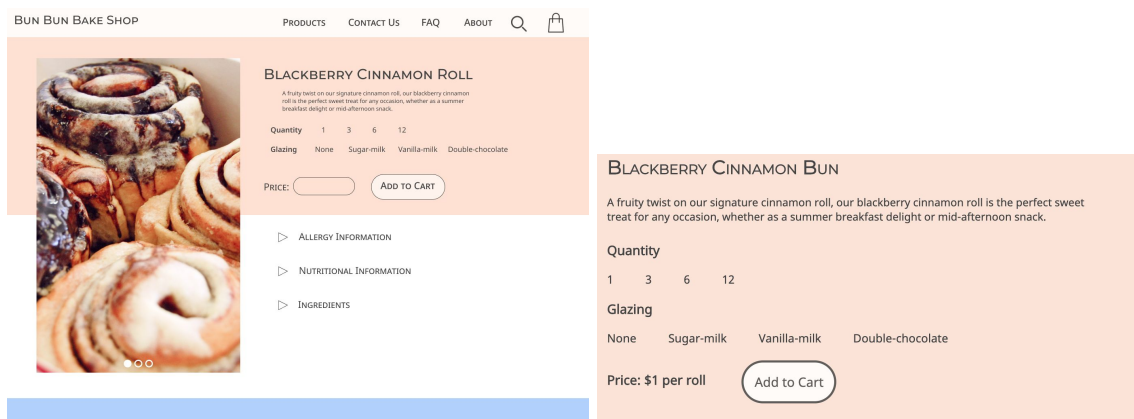 Bun Bun Bake Shop
Products Contact Us FAQ About
Blackberry Cinnamon Roll
A fruity twist on our signature cinnamon roll, our blackberry cinnamon
roll is the perfect sweet treat for any occasion, whether as a summer
breakfast delight or mid-afternoon snack.
Quantity 1 3 6 12
Glazing None Sugar-milk Vanilla-milk Double-chocolate
Price: Add to Cart
Allergy Information
Nutritional Information
Ingredients
Blackberry Cinnamon Bun
A fruity twist on our signature cinnamon roll, our blackberry cinnamon roll is the perfect sweet
treat for any occasion, whether as a summer breakfast delight or mid-afternoon snack.
Quantity
1 3 6 12
Glazing
None Sugar-milk Vanilla-milk Double-chocolate
Price: $1 per roll Add to Cart